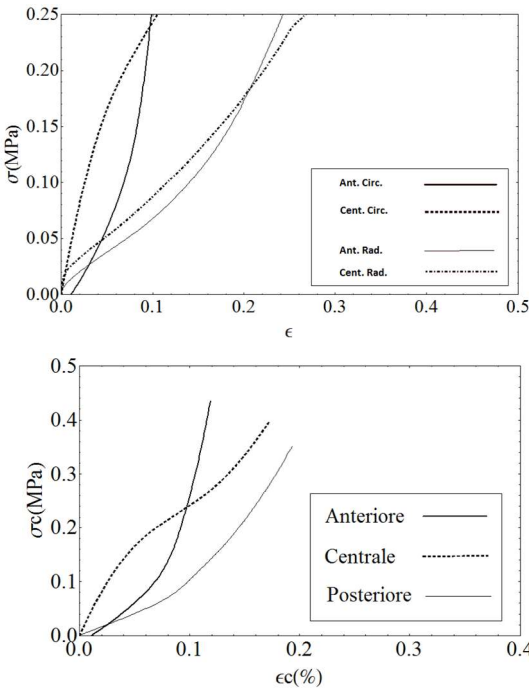 0.25
0.20
0.15
0.10
0.05
0.00
σ(MPa)
Ant. Circ.
Cent. Circ.
Ant. Rad.
Cent. Rad.
0.0 0.1 0.2 0.3 0.4 0.5
ϵ
0.5
0.4
0.3
0.2
0.1
0.0
σc(MPa)
Anteriore
Centrale
Posteriore
0.0 0.1 0.2 0.3 0.4
ϵc(%)